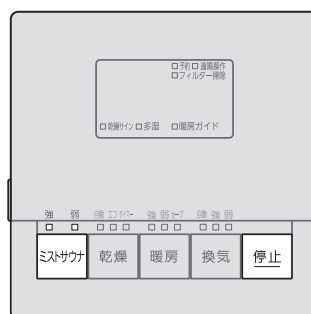 □予約 □遠隔操作
□フィルター掃除
□乾燥サイン □多湿 □暖房ガイド
強 弱 自動 エコ タイマー 強 弱 セーブ 自動 強 弱
ミストサウナ 乾燥 暖房 換気 停止